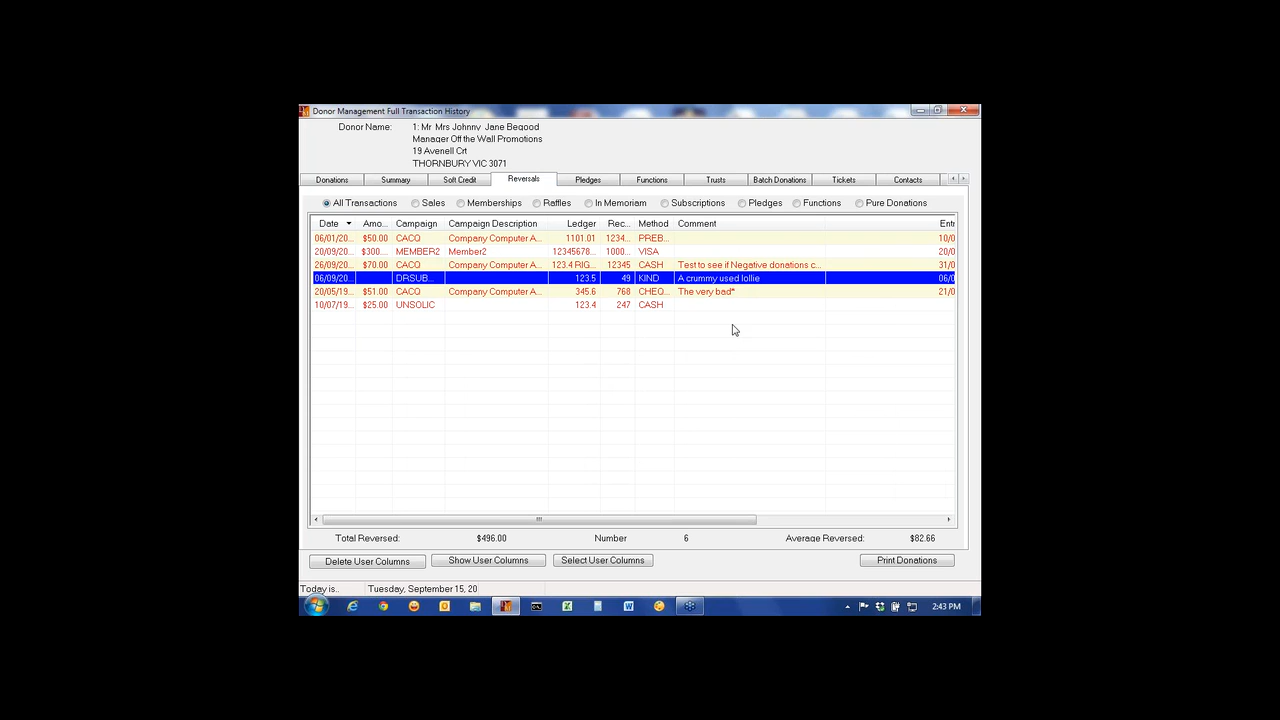 Donor Management Full Transaction History
Donor Name: 1: Mr Mrs Johnny Jane Begood
Manager Off the Wall Promotions
19 Avenell Crt
THORNBURY VIC 3071
Donations Summary Soft Credit Reversals Pledges Functions Trusts Batch Donations Tickets Contacts
All Transactions Sales Memberships Raffles In Memoriam Subscriptions Pledges Functions Pure Donations
Date Amo... Campaign Campaign Description Ledger Rec... Method Comment Entr
06/01/20... $50.00 CACQ Company Computer A... 1101.01 1234... PREB... 10/0
20/09/20... $300... MEMBER2 Member2 12345678... 1000... VISA 20/0
26/09/20... $70.00 CACQ Company Computer A... 123.4 RIG... 12345 CASH Test to see if Negative donations c... 31/0
06/09/20... DRSUB... 123.5 49 KIND A crummy used lollie 06/0
20/05/19... $51.00 CACQ Company Computer A... 345.6 768 CHEQ... The very bad* 21/0
10/07/19... $25.00 UNSOLIC 123.4 247 CASH
Total Reversed: $496.00 Number 6 Average Reversed: $82.66
Delete User Columns Show User Columns Select User Columns Print Donations
Today is.. Tuesday, September 15, 20
2:43 PM